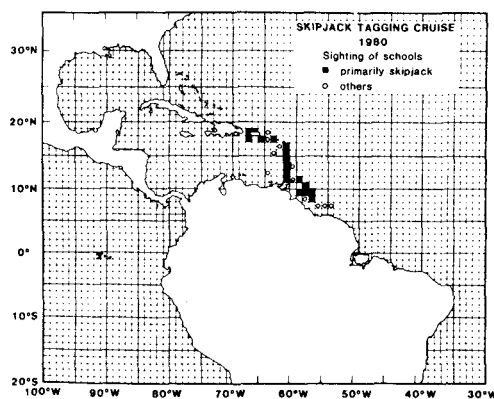 SKIPJACK TAGGING CRUISE
1980
Sighting of schools
■ primarily skipjack
○ others
30°N
20°N
10°N
0°
10°S
20°S
100°W 90°W 80°W 70°W 60°W 50°W 40°W 30°W